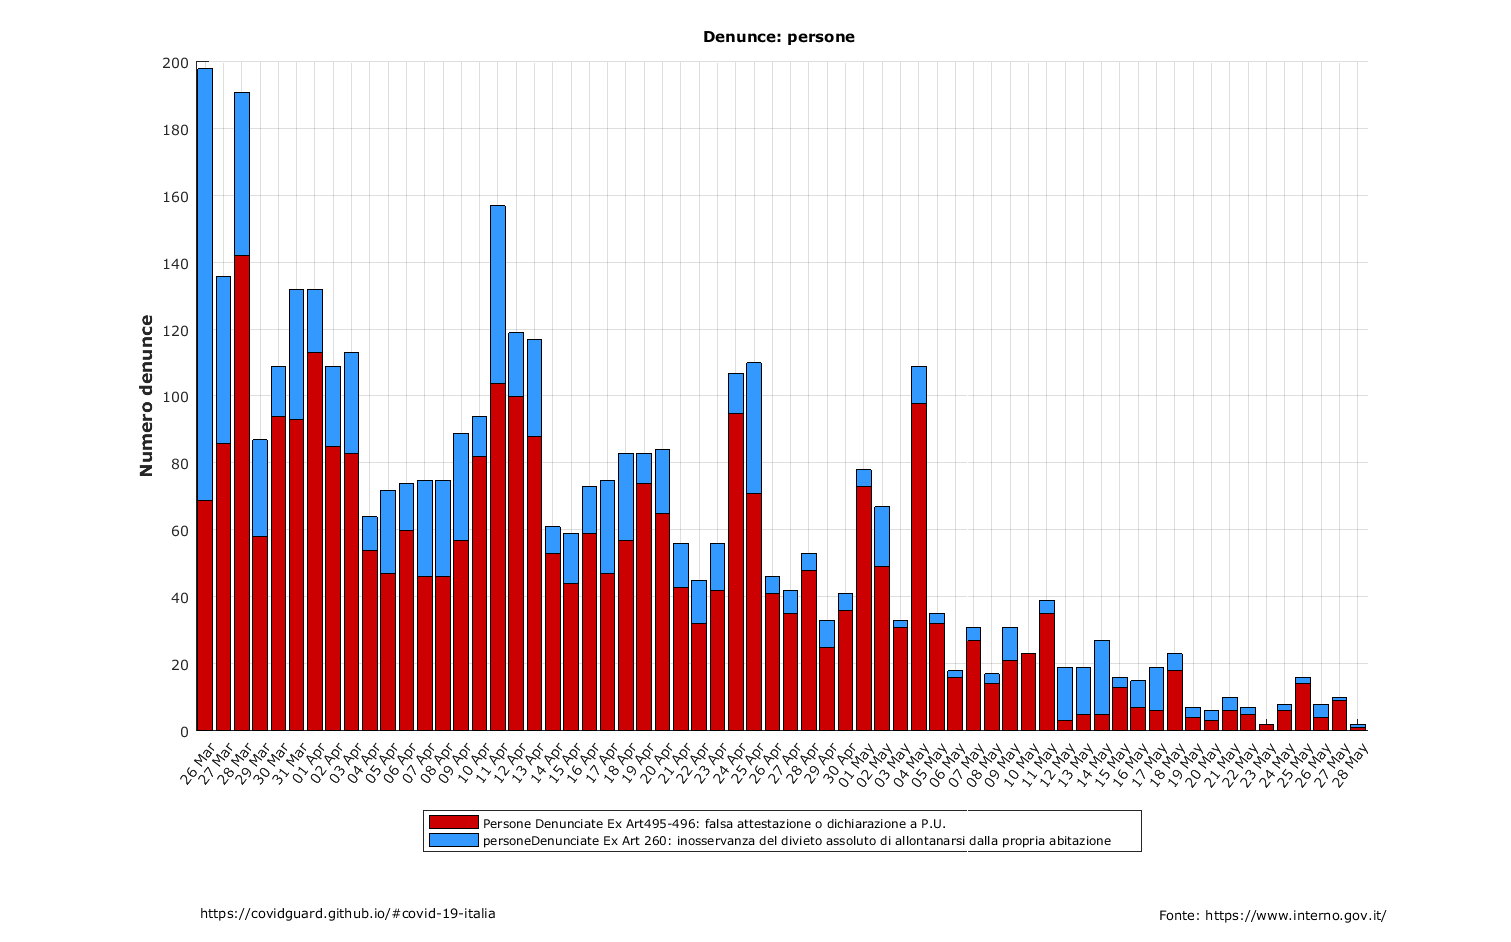 Denunce: persone
Numero denunce
200
180
160
140
120
100
80
60
40
20
0
26 Mar
27 Mar
28 Mar
29 Mar
30 Mar
31 Mar
01 Apr
02 Apr
03 Apr
04 Apr
05 Apr
06 Apr
07 Apr
08 Apr
09 Apr
10 Apr
11 Apr
12 Apr
13 Apr
14 Apr
15 Apr
16 Apr
17 Apr
18 Apr
19 Apr
20 Apr
21 Apr
22 Apr
23 Apr
24 Apr
25 Apr
26 Apr
27 Apr
28 Apr
29 Apr
30 Apr
01 May
02 May
03 May
04 May
05 May
06 May
07 May
08 May
09 May
10 May
11 May
12 May
13 May
14 May
15 May
16 May
17 May
18 May
19 May
20 May
21 May
22 May
23 May
24 May
25 May
26 May
27 May
28 May
Persone Denunciate Ex Art495-496: falsa attestazione o dichiarazione a P.U.
personeDenunciate Ex Art 260: inosservanza del divieto assoluto di allontanarsi dalla propria abitazione
https://covidguard.github.io/#covid-19-italia
Fonte: https://www.interno.gov.it/